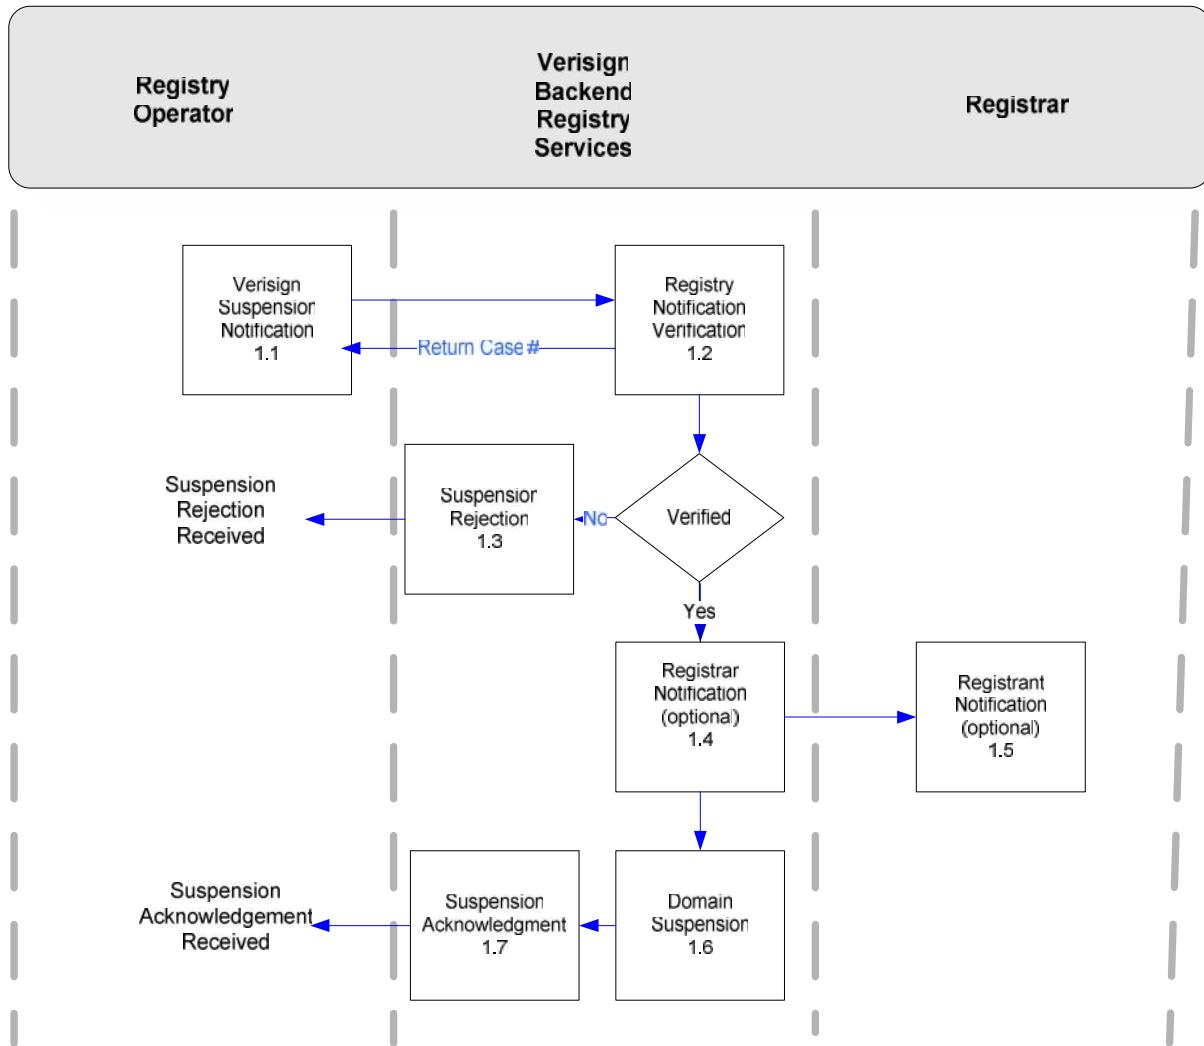 Registry
Operator
Verisign
Backend
Registry
Services
Registrar
Verisign
Suspension
Notification
1.1
Return Case #
Registry
Notification
Verification
1.2
Suspension
Rejection
Received
Suspension
Rejection
1.3
No
Verified
Yes
Registrar
Notification
(optional)
1.4
Registrant
Notification
(optional)
1.5
Suspension
Acknowledgement
Received
Suspension
Acknowledgment
1.7
Domain
Suspension
1.6